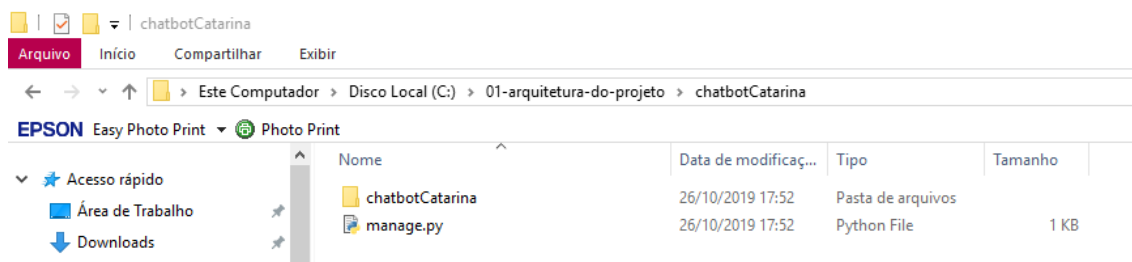 chatbotCatarina
Arquivo Início Compartilhar Exibir
Este Computador > Disco Local (C:) > 01-arquitetura-do-projeto > chatbotCatarina
EPSON Easy Photo Print Photo Print
Nome Data de modificaç... Tipo Tamanho
Acesso rápido
chatbotCatarina 26/10/2019 17:52 Pasta de arquivos
Área de Trabalho
manage.py 26/10/2019 17:52 Python File 1 KB
Downloads